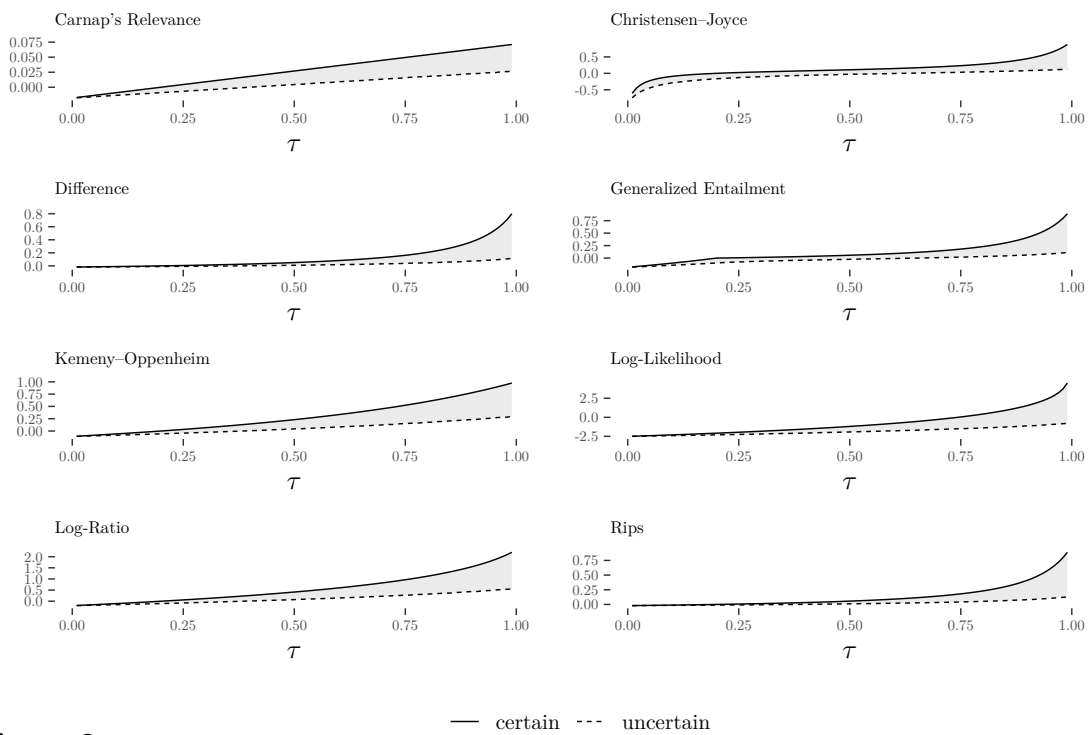 Carnap's Relevance
0.075
0.050
0.025
0.000
0.00 0.25 0.50 0.75 1.00
τ
Christensen–Joyce
0.5
0.0
-0.5
0.00 0.25 0.50 0.75 1.00
τ
Difference
0.8
0.6
0.4
0.2
0.0
0.00 0.25 0.50 0.75 1.00
τ
Generalized Entailment
0.75
0.50
0.25
0.00
0.00 0.25 0.50 0.75 1.00
τ
Kemeny–Oppenheim
1.00
0.75
0.50
0.25
0.00
0.00 0.25 0.50 0.75 1.00
τ
Log-Likelihood
2.5
0.0
-2.5
0.00 0.25 0.50 0.75 1.00
τ
Log-Ratio
2.0
1.5
1.0
0.5
0.0
0.00 0.25 0.50 0.75 1.00
τ
Rips
0.75
0.50
0.25
0.00
0.00 0.25 0.50 0.75 1.00
τ
certain uncertain